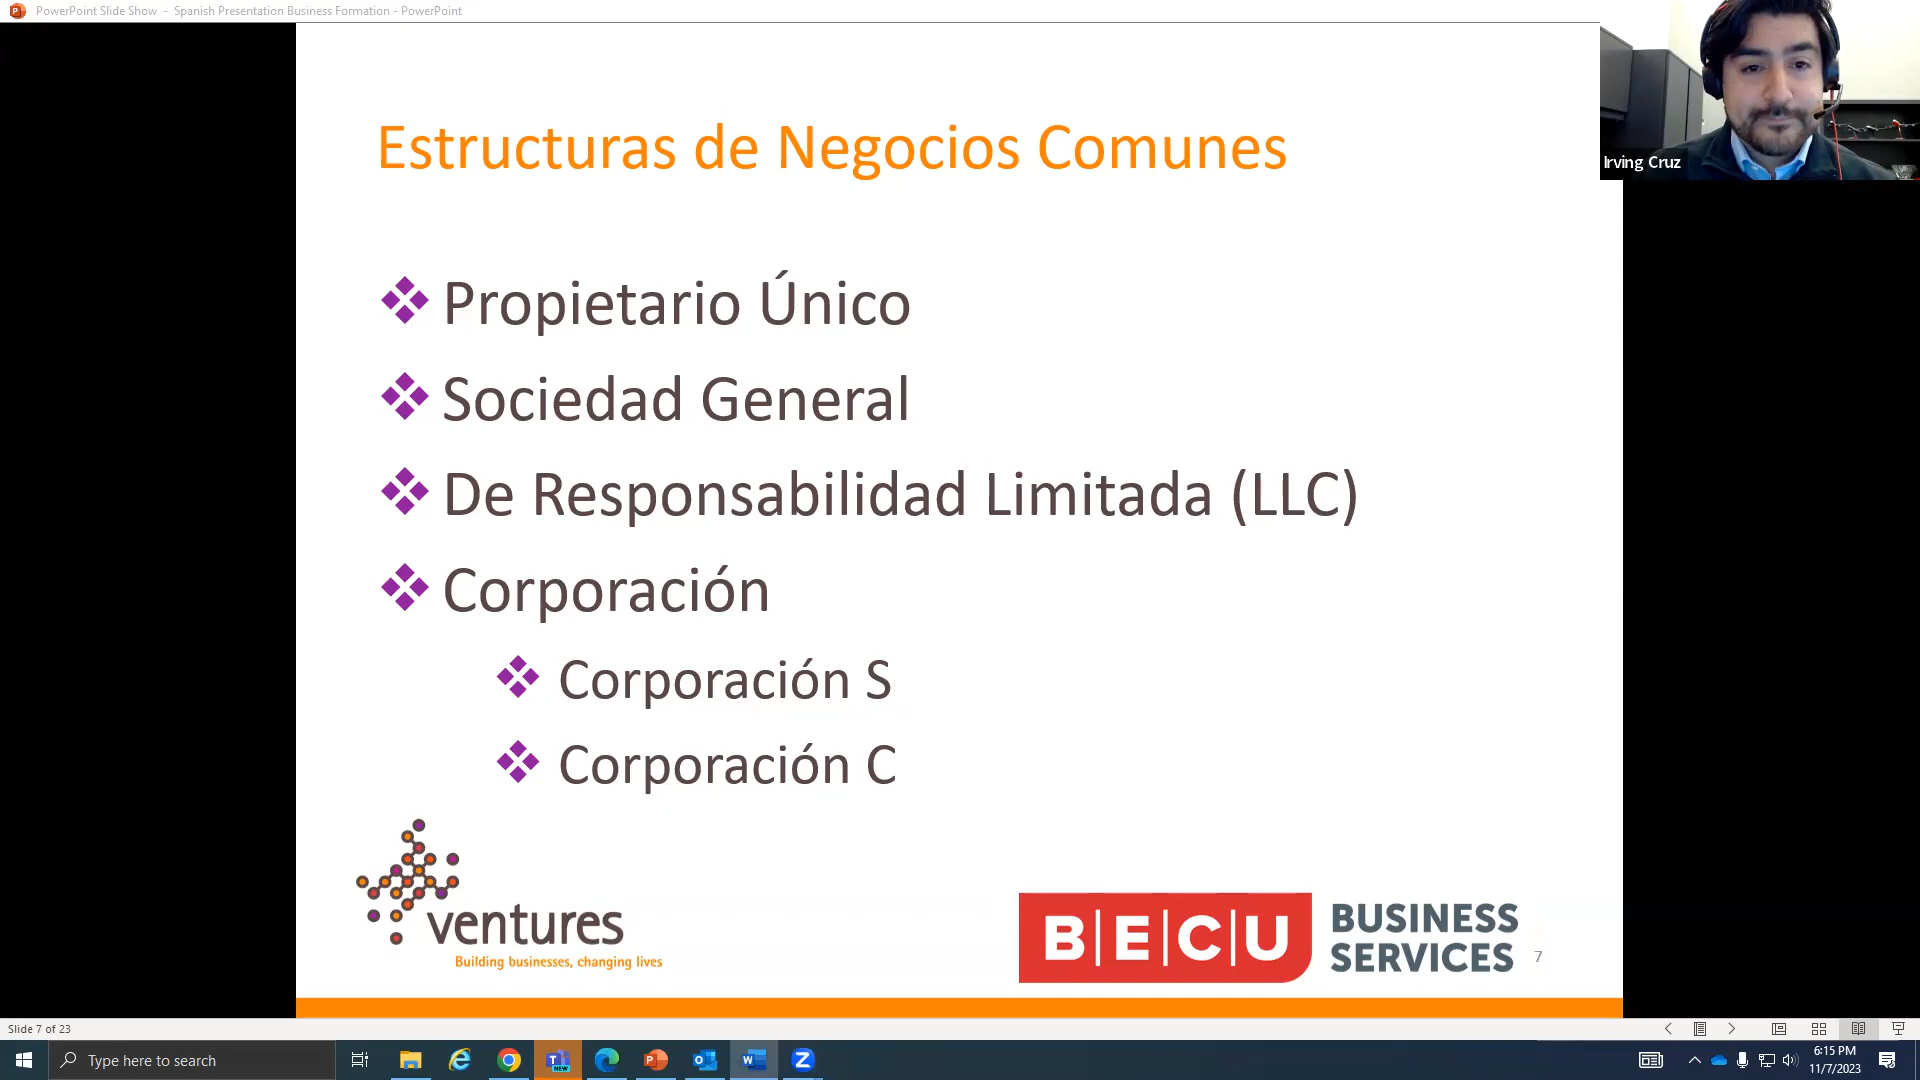 PowerPoint Slide Show - Spanish Presentation Business Formation - PowerPoint
Irving Cruz
Estructuras de Negocios Comunes
Propietario Único
Sociedad General
De Responsabilidad Limitada (LLC)
Corporación
Corporación S
Corporación C
ventures
Building businesses, changing lives
BECU
BUSINESS
SERVICES
7
Slide 7 of 23
Type here to search
6:15 PM
11/7/2023
NEW